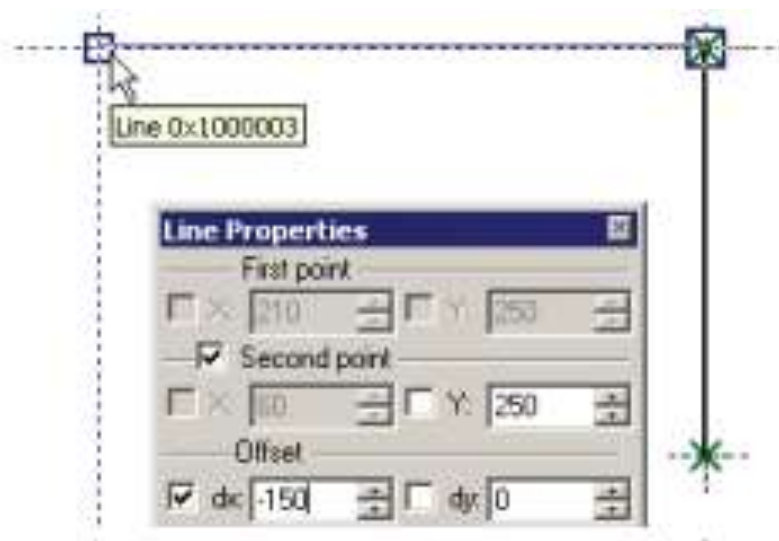 Line 0x1000003
Line Properties
First point
X: 210 Y: 250
Second point
X: 60 Y: 250
Offset
dx: -150 dy: 0